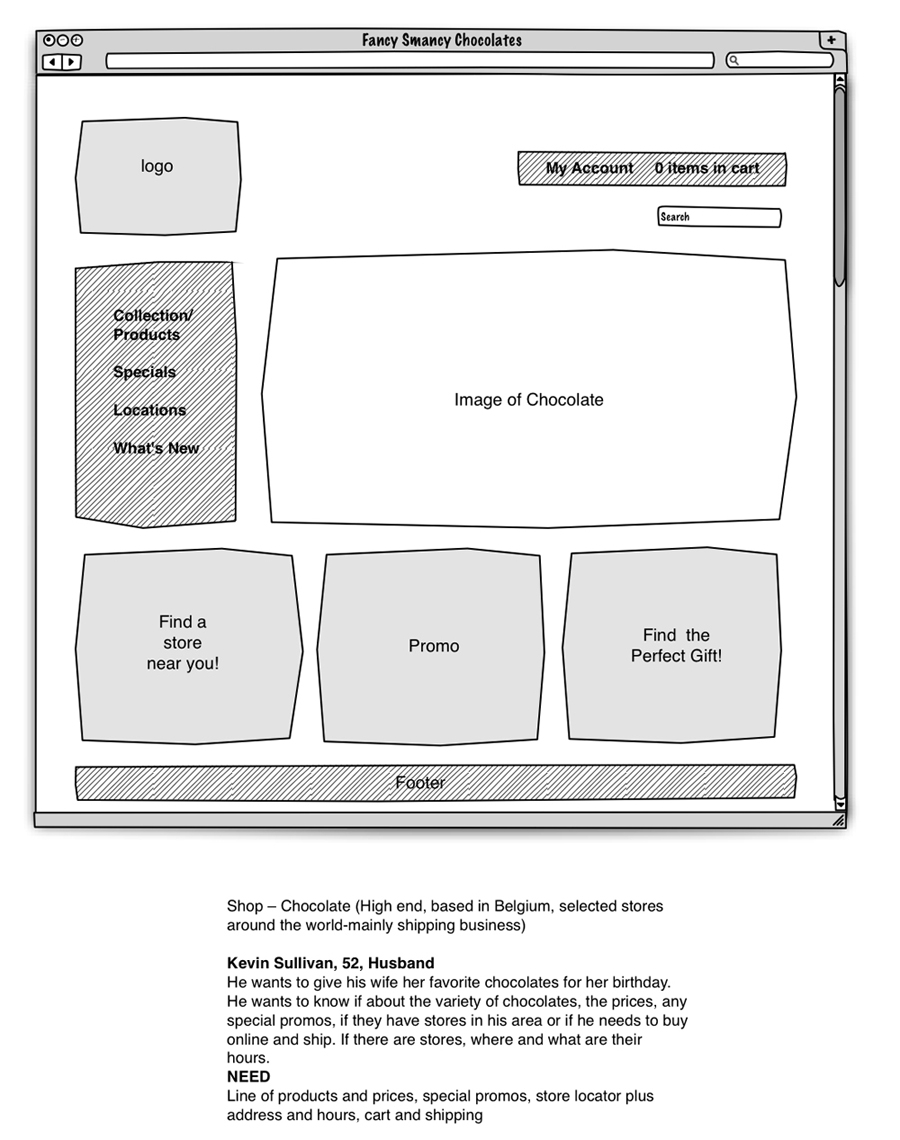 Fancy Smancy Chocolates
logo
My Account 0 items in cart
Search
Collection/
Products
Specials
Locations
What's New
Image of Chocolate
Find a
store
near you!
Promo
Find the
Perfect Gift!
Footer
Shop – Chocolate (High end, based in Belgium, selected stores
around the world-mainly shipping business)
Kevin Sullivan, 52, Husband
He wants to give his wife her favorite chocolates for her birthday.
He wants to know if about the variety of chocolates, the prices, any
special promos, if they have stores in his area or if he needs to buy
online and ship. If there are stores, where and what are their
hours.
NEED
Line of products and prices, special promos, store locator plus
address and hours, cart and shipping